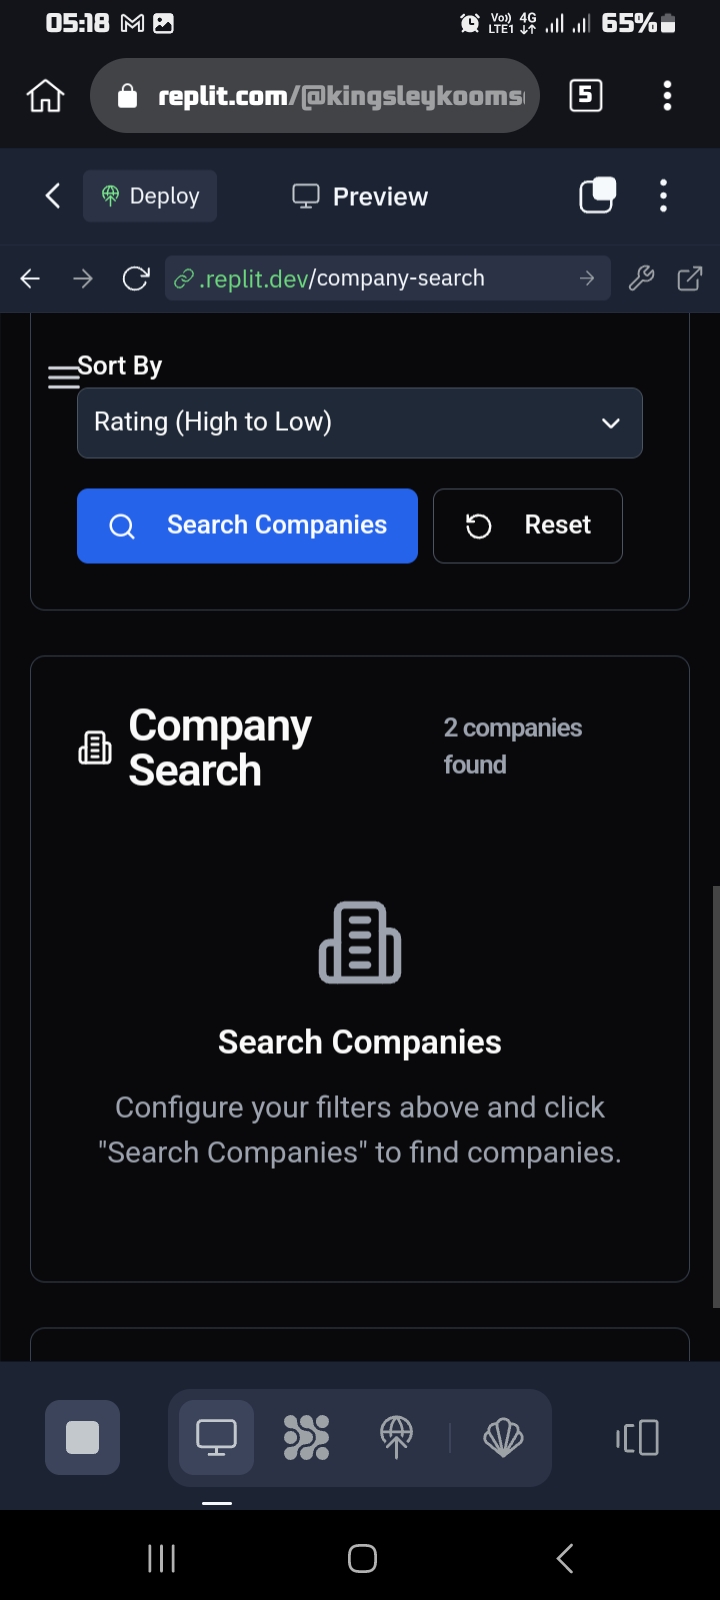 05:18
Vo)) 4G
LTE1
65%
replit.com/@kingsleykooms
5
Deploy
Preview
.replit.dev/company-search
Sort By
Rating (High to Low)
Search Companies
Reset
Company
Search
2 companies
found
Search Companies
Configure your filters above and click
"Search Companies" to find companies.